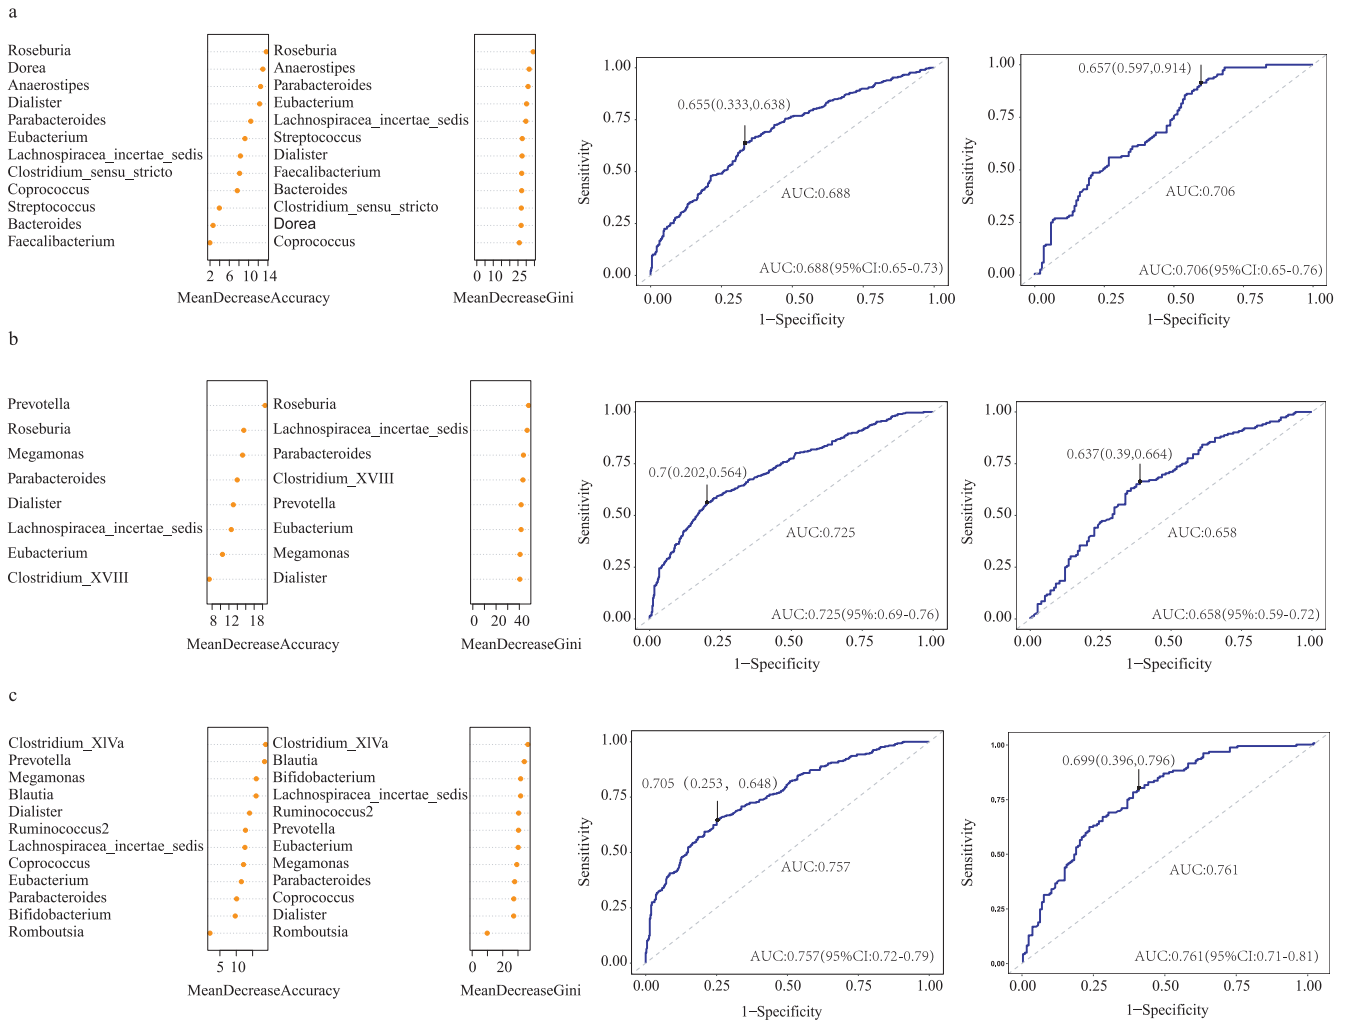 a
Roseburia
Dorea
Anaerostipes
Dialister
Parabacteroides
Eubacterium
Lachnospiracea_incertae_sedis
Clostridium_sensu_stricto
Coprococcus
Streptococcus
Bacteroides
Faecalibacterium
2 6 10 14
MeanDecreaseAccuracy
Roseburia
Anaerostipes
Parabacteroides
Eubacterium
Lachnospiracea_incertae_sedis
Streptococcus
Dialister
Faecalibacterium
Bacteroides
Clostridium_sensu_stricto
Dorea
Coprococcus
0 10 25
MeanDecreaseGini
1.00
0.75
0.50
0.25
0.00
Sensitivity
0.655(0.333,0.638)
AUC:0.688
AUC:0.688(95%CI:0.65-0.73)
0.00 0.25 0.50 0.75 1.00
1−Specificity
1.00
0.75
0.50
0.25
0.00
Sensitivity
0.657(0.597,0.914)
AUC:0.706
AUC:0.706(95%CI:0.65-0.76)
0.00 0.25 0.50 0.75 1.00
1−Specificity
b
Prevotella
Roseburia
Megamonas
Parabacteroides
Dialister
Lachnospiracea_incertae_sedis
Eubacterium
Clostridium_XVIII
8 12 18
MeanDecreaseAccuracy
Roseburia
Lachnospiracea_incertae_sedis
Parabacteroides
Clostridium_XVIII
Prevotella
Eubacterium
Megamonas
Dialister
0 20 40
MeanDecreaseGini
1.00
0.75
0.50
0.25
0.00
Sensitivity
0.7(0.202,0.564)
AUC:0.725
AUC:0.725(95%:0.69-0.76)
0.00 0.25 0.50 0.75 1.00
1−Specificity
1.00
0.75
0.50
0.25
0.00
Sensitivity
0.637(0.39,0.664)
AUC:0.658
AUC:0.658(95%:0.59-0.72)
0.00 0.25 0.50 0.75 1.00
1−Specificity
c
Clostridium_XlVa
Prevotella
Megamonas
Blautia
Dialister
Ruminococcus2
Lachnospiracea_incertae_sedis
Coprococcus
Eubacterium
Parabacteroides
Bifidobacterium
Romboutsia
5 10
MeanDecreaseAccuracy
Clostridium_XlVa
Blautia
Bifidobacterium
Lachnospiracea_incertae_sedis
Ruminococcus2
Prevotella
Eubacterium
Megamonas
Parabacteroides
Coprococcus
Dialister
Romboutsia
0 20
MeanDecreaseGini
1.00
0.75
0.50
0.25
0.00
Sensitivity
0.705 (0.253, 0.648)
AUC:0.757
AUC:0.757(95%CI:0.72-0.79)
0.00 0.25 0.50 0.75 1.00
1−Specificity
1.00
0.75
0.50
0.25
0,00
Sensitivity
0.699(0.396,0.796)
AUC:0.761
AUC:0.761(95%CI:0.71-0.81)
0.00 0.25 0.50 0.75 1.00
1−Specificity